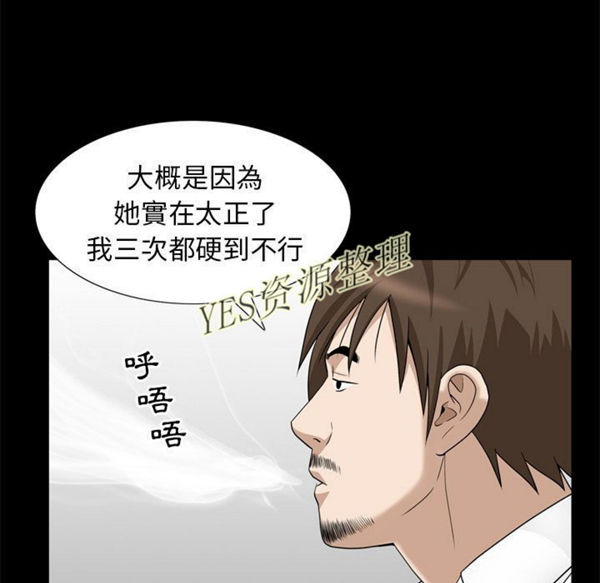 大概是因為
她實在太正了
我三次都硬到不行
YES资源整理
呼
唔
唔